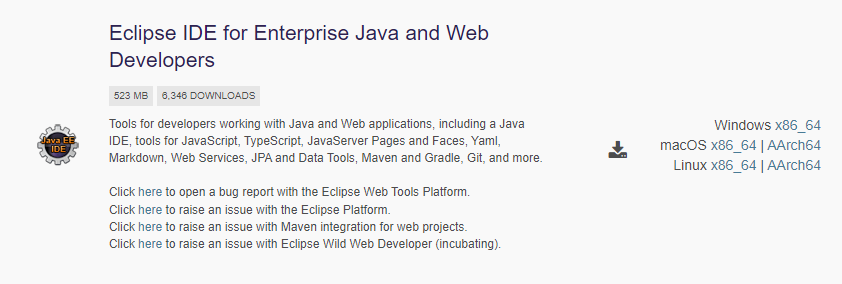 Eclipse IDE for Enterprise Java and Web
Developers
523 MB 6,346 DOWNLOADS
Java EE
IDE
Tools for developers working with Java and Web applications, including a Java
IDE, tools for JavaScript, TypeScript, JavaServer Pages and Faces, Yaml,
Markdown, Web Services, JPA and Data Tools, Maven and Gradle, Git, and more.
Click here to open a bug report with the Eclipse Web Tools Platform.
Click here to raise an issue with the Eclipse Platform.
Click here to raise an issue with Maven integration for web projects.
Click here to raise an issue with Eclipse Wild Web Developer (incubating).
Windows x86_64
macOS x86_64 | AArch64
Linux x86_64 | AArch64